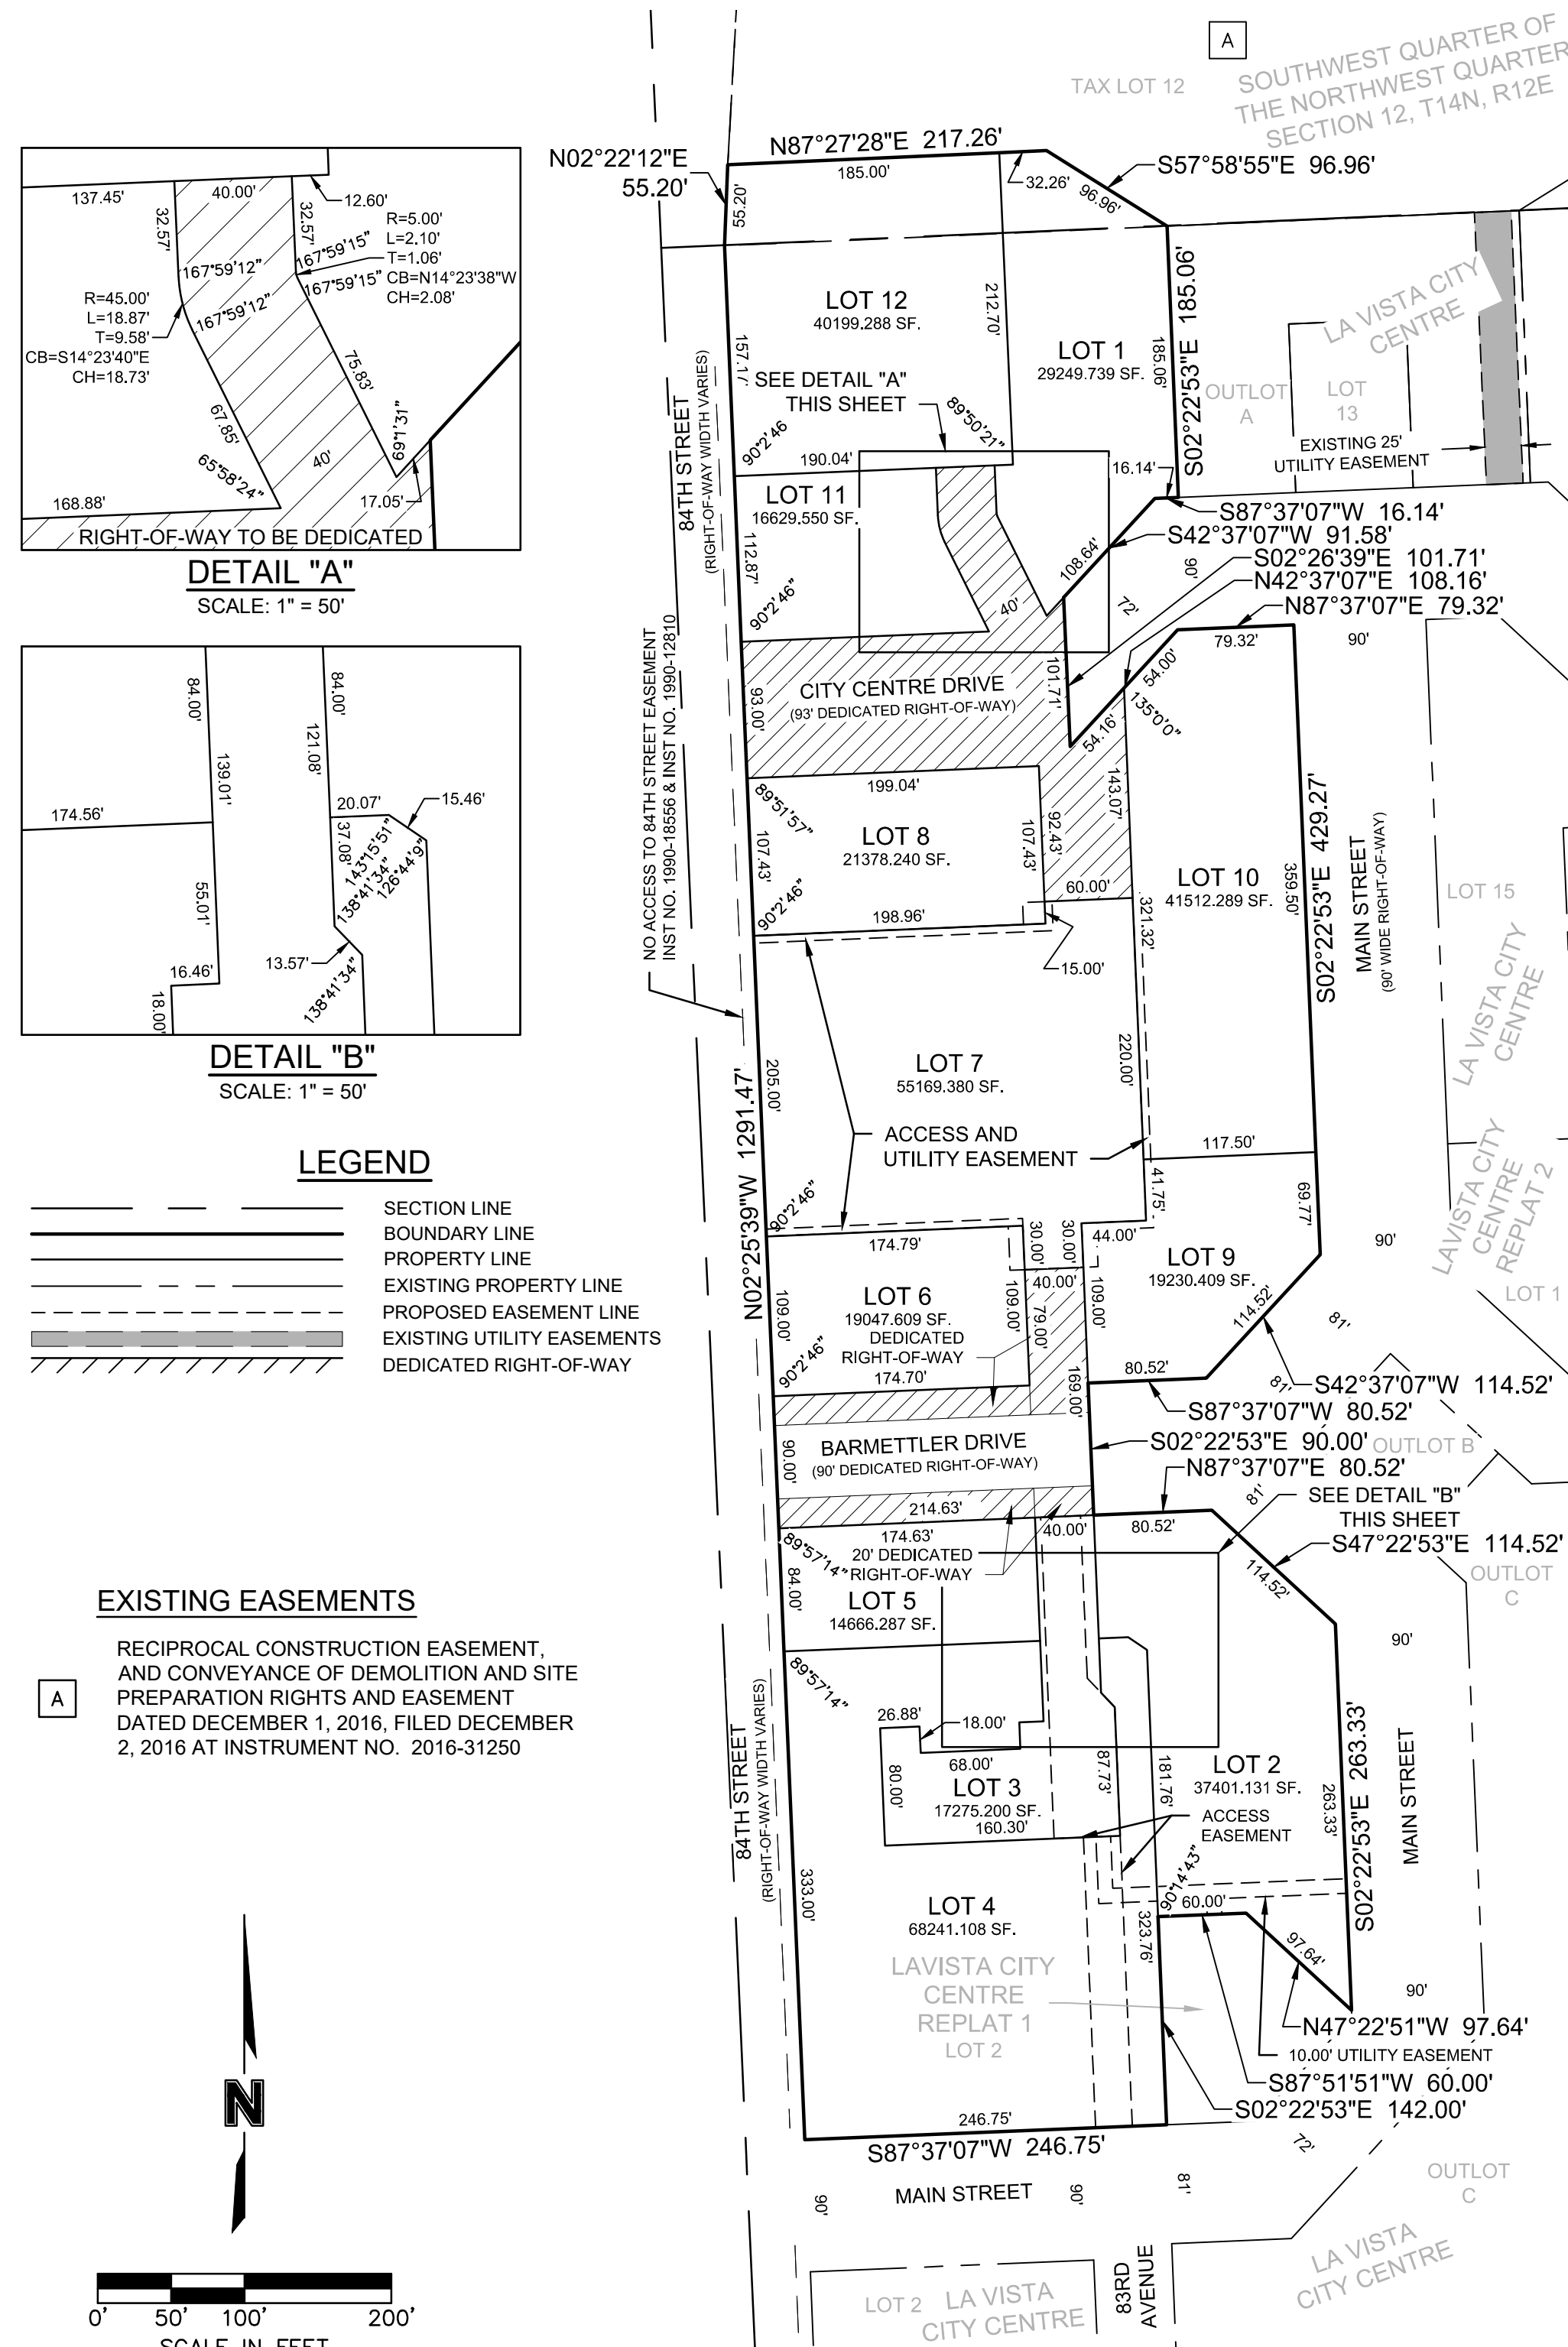 A
TAX LOT 12
SOUTHWEST QUARTER OF
THE NORTHWEST QUARTER
SECTION 12, T14N, R12E
N02°22'12"E
55.20'
N87°27'28"E 217.26'
S57°58'55"E 96.96'
185.00'
32.26'
96.96'
55.20'
LOT 12
40199.288 SF.
212.70'
157.17'
LOT 1
29249.739 SF.
185.06'
S02°22'53"E 185.06'
SEE DETAIL "A"
THIS SHEET
89°50'21"
90°2'46
190.04'
16.14'
84TH STREET
(RIGHT-OF-WAY WIDTH VARIES)
LOT 11
16629.550 SF.
112.87'
90°2'46"
108.64'
40'
LA VISTA CITY
CENTRE
OUTLOT
A
LOT
13
EXISTING 25'
UTILITY EASEMENT
S87°37'07"W 16.14'
S42°37'07"W 91.58'
S02°26'39"E 101.71'
N42°37'07"E 108.16'
N87°37'07"E 79.32'
90'
72'
79.32'
90'
54.00'
135°0'0"
54.16'
101.71'
CITY CENTRE DRIVE
(93' DEDICATED RIGHT-OF-WAY)
93.00'
NO ACCESS TO 84TH STREET EASEMENT
INST NO. 1990-18556 & INST NO. 1990-12810
199.04'
89°51'57"
LOT 8
21378.240 SF.
107.43'
107.43'
92.43'
143.07'
60.00'
90°2'46"
198.96'
15.00'
LOT 10
41512.289 SF.
321.32'
359.50'
S02°22'53"E 429.27'
MAIN STREET
(90' WIDE RIGHT-OF-WAY)
LOT 15
LA VISTA CITY
CENTRE
LOT 7
55169.380 SF.
205.00'
220.00'
ACCESS AND
UTILITY EASEMENT
117.50'
41.75'
69.77'
LAVISTA CITY
CENTRE
REPLAT 2
LOT 1
N02°25'39"W 1291.47'
90°2'46"
174.79'
30.00'
30.00'
44.00'
40.00'
LOT 9
19230.409 SF.
90'
LOT 6
19047.609 SF.
109.00'
109.00'
79.00'
109.00'
DEDICATED
RIGHT-OF-WAY
90°2'46"
174.70'
169.00'
114.52'
80.52'
81'
81'
S42°37'07"W 114.52'
S87°37'07"W 80.52'
S02°22'53"E 90.00'
OUTLOT B
N87°37'07"E 80.52'
BARMETTLER DRIVE
(90' DEDICATED RIGHT-OF-WAY)
90.00'
81'
SEE DETAIL "B"
THIS SHEET
S47°22'53"E 114.52'
OUTLOT
C
214.63'
174.63'
40.00'
80.52'
89°57'14"
20' DEDICATED
RIGHT-OF-WAY
84.00'
LOT 5
14666.287 SF.
114.52'
90'
89°57'14"
84TH STREET
(RIGHT-OF-WAY WIDTH VARIES)
26.88'
18.00'
68.00'
80.00'
LOT 3
17275.200 SF.
160.30'
87.73'
181.76'
LOT 2
37401.131 SF.
ACCESS
EASEMENT
263.33'
S02°22'53"E 263.33'
MAIN STREET
90°14'43"
60.00'
333.00'
LOT 4
68241.108 SF.
323.76'
97.64'
LAVISTA CITY
CENTRE
REPLAT 1
LOT 2
90'
N47°22'51"W 97.64'
10.00' UTILITY EASEMENT
S87°51'51"W 60.00'
S02°22'53"E 142.00'
246.75'
S87°37'07"W 246.75'
72'
MAIN STREET
90'
90'
81'
OUTLOT
C
83RD
AVENUE
LOT 2
LA VISTA
CITY CENTRE
LA VISTA
CITY CENTRE
137.45'
40.00'
12.60'
32.57'
32.57'
R=5.00'
L=2.10'
T=1.06'
CB=N14°23'38"W
CH=2.08'
167°59'15"
167°59'15"
167°59'12"
167°59'12"
R=45.00'
L=18.87'
T=9.58'
CB=S14°23'40"E
CH=18.73'
75.83'
67.85'
69°1'31"
65°58'24"
40'
17.05'
168.88'
RIGHT-OF-WAY TO BE DEDICATED
DETAIL "A"
SCALE: 1" = 50'
84.00'
84.00'
121.08'
139.01'
174.56'
20.07'
15.46'
37.08'
143°15'51"
138°41'34"
126°44'9"
55.01'
16.46'
18.00'
13.57'
138°41'34"
DETAIL "B"
SCALE: 1" = 50'
LEGEND
SECTION LINE
BOUNDARY LINE
PROPERTY LINE
EXISTING PROPERTY LINE
PROPOSED EASEMENT LINE
EXISTING UTILITY EASEMENTS
DEDICATED RIGHT-OF-WAY
EXISTING EASEMENTS
A
RECIPROCAL CONSTRUCTION EASEMENT,
AND CONVEYANCE OF DEMOLITION AND SITE
PREPARATION RIGHTS AND EASEMENT
DATED DECEMBER 1, 2016, FILED DECEMBER
2, 2016 AT INSTRUMENT NO. 2016-31250
N
0' 50' 100' 200'
SCALE IN FEET